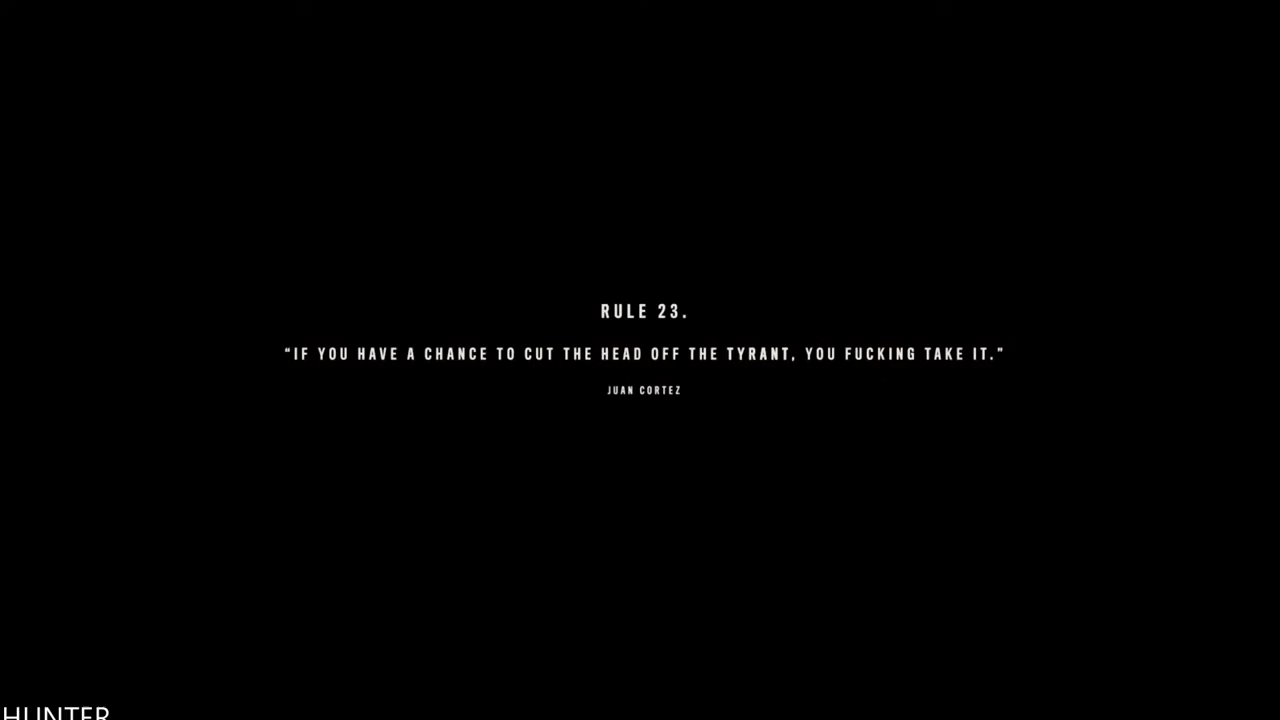 RULE 23.
“IF YOU HAVE A CHANCE TO CUT THE HEAD OFF THE TYRANT, YOU FUCKING TAKE IT.”
JUAN CORTEZ
HUNTER